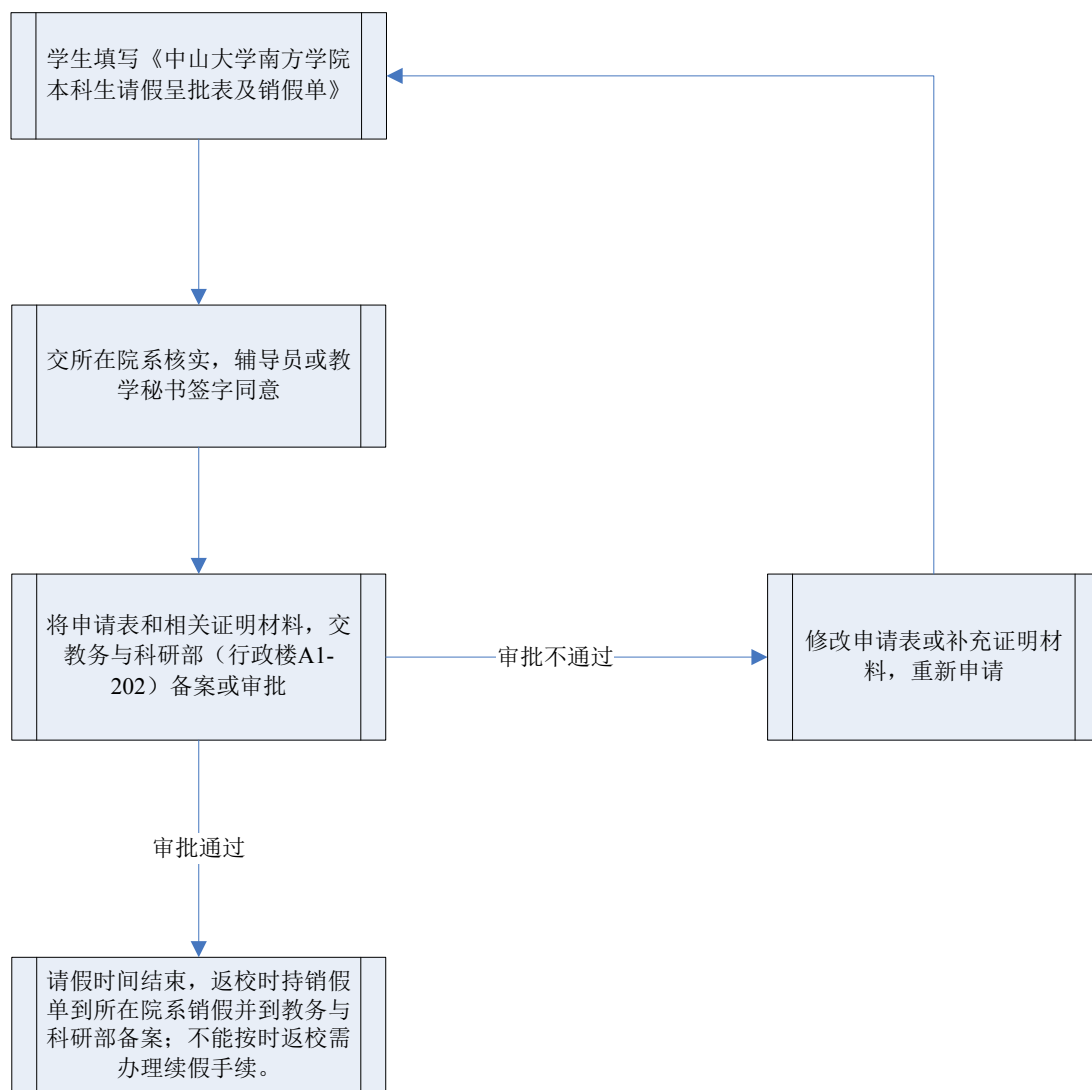 学生填写《中山大学南方学院
本科生请假呈批表及销假单》
交所在院系核实，辅导员或教
学秘书签字同意
将申请表和相关证明材料，交
教务与科研部（行政楼A1-
202）备案或审批
审批不通过
修改申请表或补充证明材
料，重新申请
审批通过
请假时间结束，返校时持销假
单到所在院系销假并到教务与
科研部备案；不能按时返校需
办理续假手续。